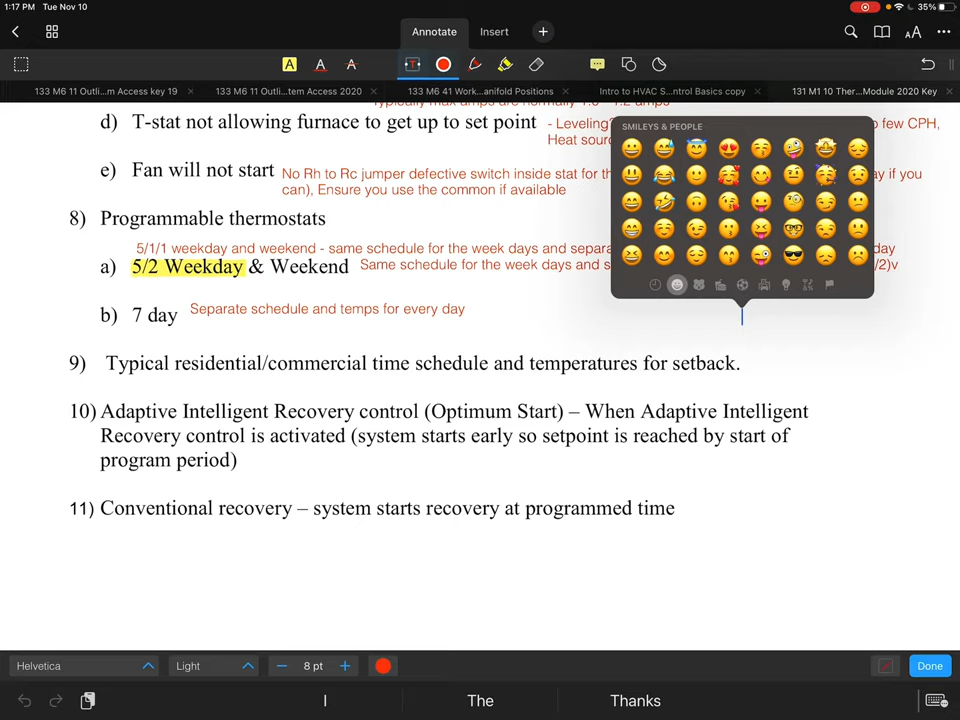 1:17 PM Tue Nov 10
35%
Annotate Insert
A A A T
AA
133 M6 11 Outli...m Access key 19
133 M6 11 Outli...tem Access 2020
133 M6 41 Work...anifold Positions
Intro to HVAC S...ntrol Basics copy
131 M1 10 Ther...Module 2020 Key
d) T-stat not allowing furnace to get up to set point - Leveling? few CPH,
Heat
e) Fan will not start No Rh to Rc jumper defective switch inside stat for if you
can), Ensure you use the common if available
8) Programmable thermostats
5/1/1 weekday and weekend - same schedule for the week days and day
a) 5/2 Weekday & Weekend Same schedule for the week days and /2)v
b) 7 day Separate schedule and temps for every day
9) Typical residential/commercial time schedule and temperatures for setback.
10) Adaptive Intelligent Recovery control (Optimum Start) – When Adaptive Intelligent
Recovery control is activated (system starts early so setpoint is reached by start of
program period)
11) Conventional recovery – system starts recovery at programmed time
SMILEYS & PEOPLE
Helvetica Light 8 pt Done
I The Thanks